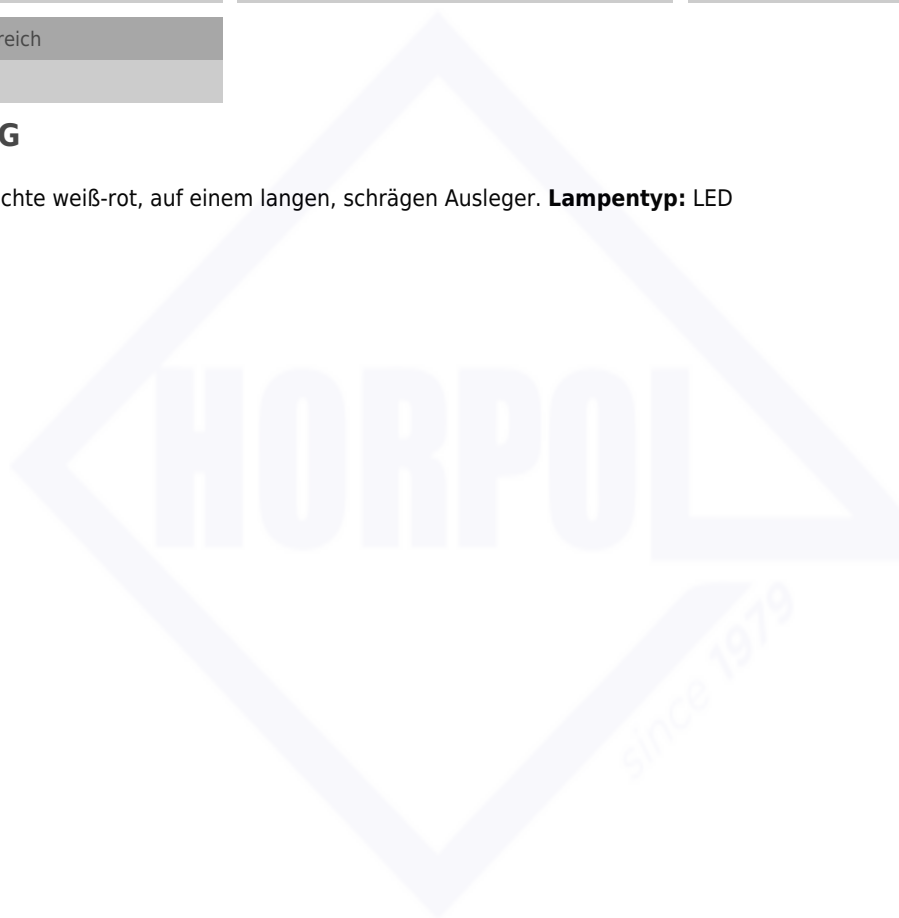 reich
G
chte weiß-rot, auf einem langen, schrägen Ausleger. Lampentyp: LED
HORPOL
since 1979